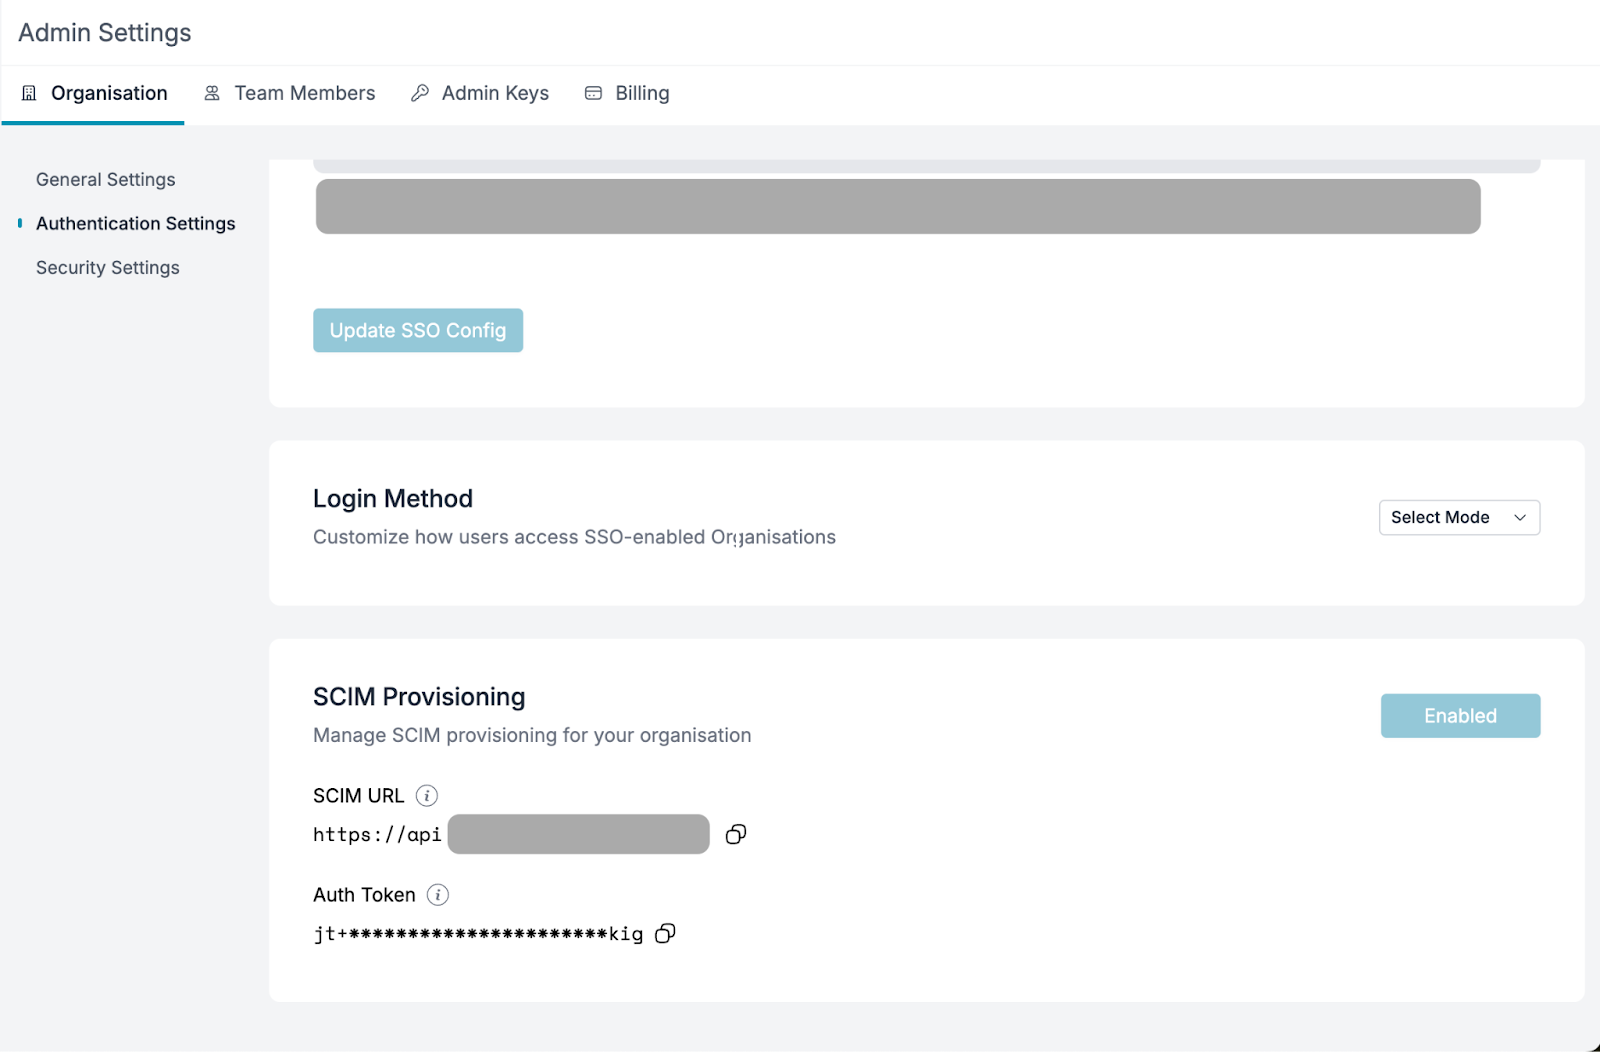 Admin Settings
Organisation
Team Members
Admin Keys
Billing
General Settings
Authentication Settings
Security Settings
Update SSO Config
Login Method
Customize how users access SSO-enabled Organisations
Select Mode
SCIM Provisioning
Manage SCIM provisioning for your organisation
Enabled
SCIM URL
https://api
Auth Token
jt+**********************kig